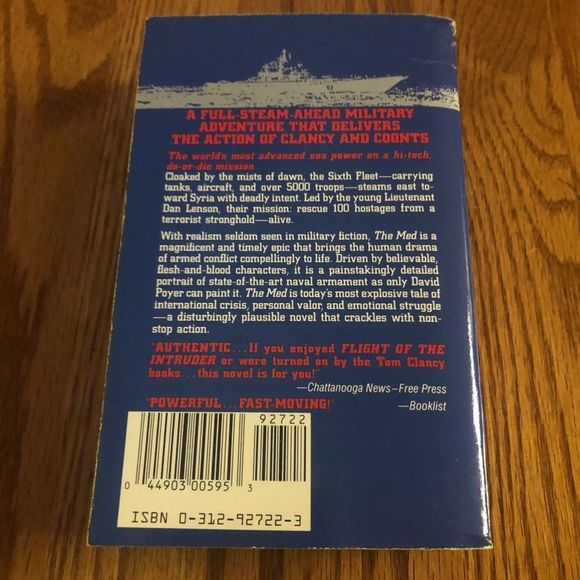 A FULL-STEAM-AHEAD MILITARY
ADVENTURE THAT DELIVERS
THE ACTION OF CLANCY AND COONTS
The world's most advanced sea power on a hi-tech,
do-or-die mission
Cloaked by the mists of dawn, the Sixth Fleet—carrying
tanks, aircraft, and over 5000 troops—steams east to-
ward Syria with deadly intent. Led by the young Lieutenant
Dan Lenson, their mission: rescue 100 hostages from a
terrorist stronghold—alive.
With realism seldom seen in military fiction, The Med is a
magnificent and timely epic that brings the human drama
of armed conflict compellingly to life. Driven by believable,
flesh-and-blood characters, it is a painstakingly detailed
portrait of state-of-the-art naval armament as only David
Poyer can paint it. The Med is today's most explosive tale of
international crisis, personal valor, and emotional struggle
—a disturbingly plausible novel that crackles with non-
stop action.
"AUTHENTIC...If you enjoyed FLIGHT OF THE
INTRUDER or were turned on by the Tom Clancy
books...this novel is for you!"
—Chattanooga News–Free Press
"POWERFUL...FAST-MOVING!"
—Booklist
92722
0 44903 00595 3
ISBN 0-312-92722-3